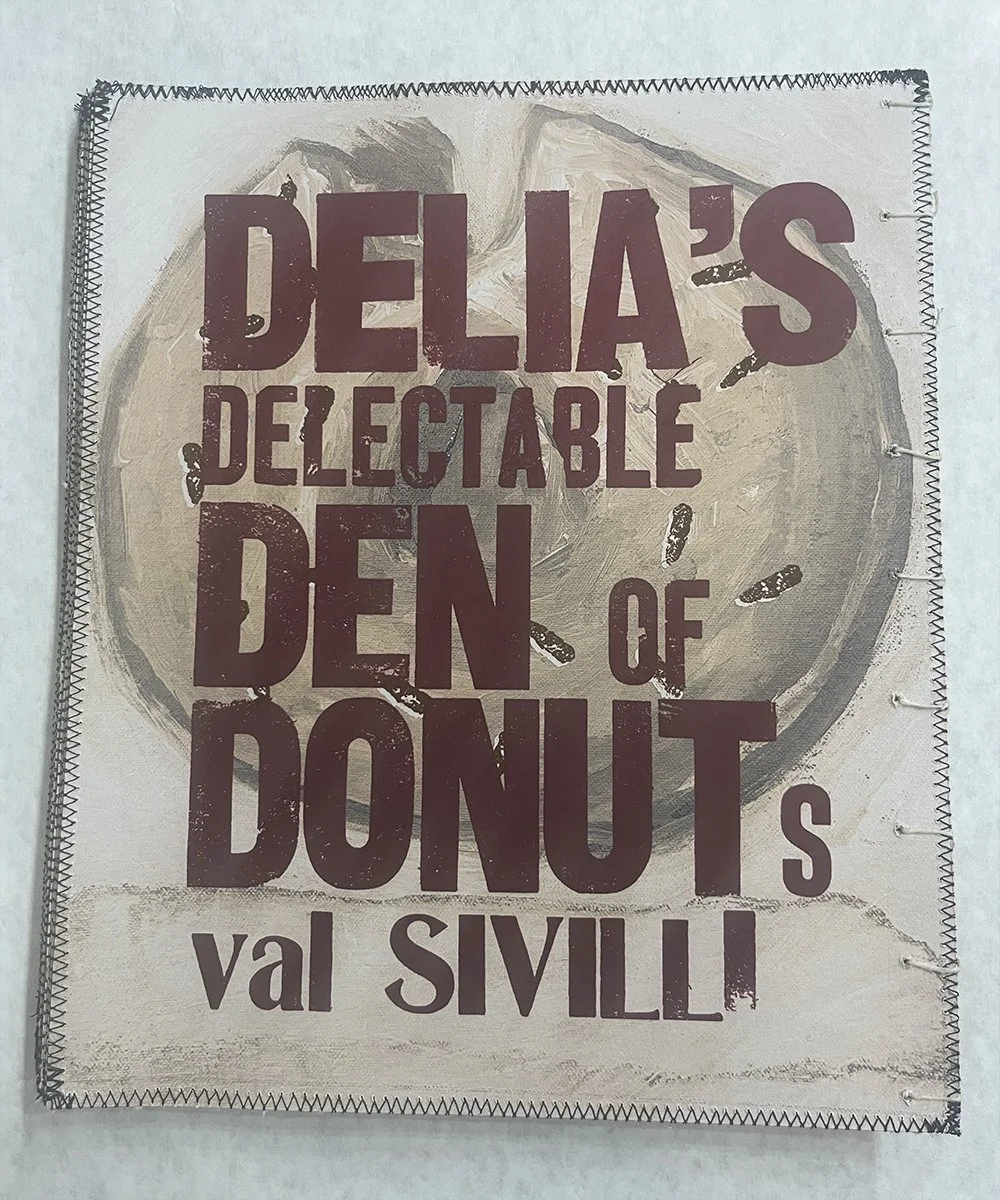 DELIA'S
DELECTABLE
DEN OF
DONUTs
val SIVILLI